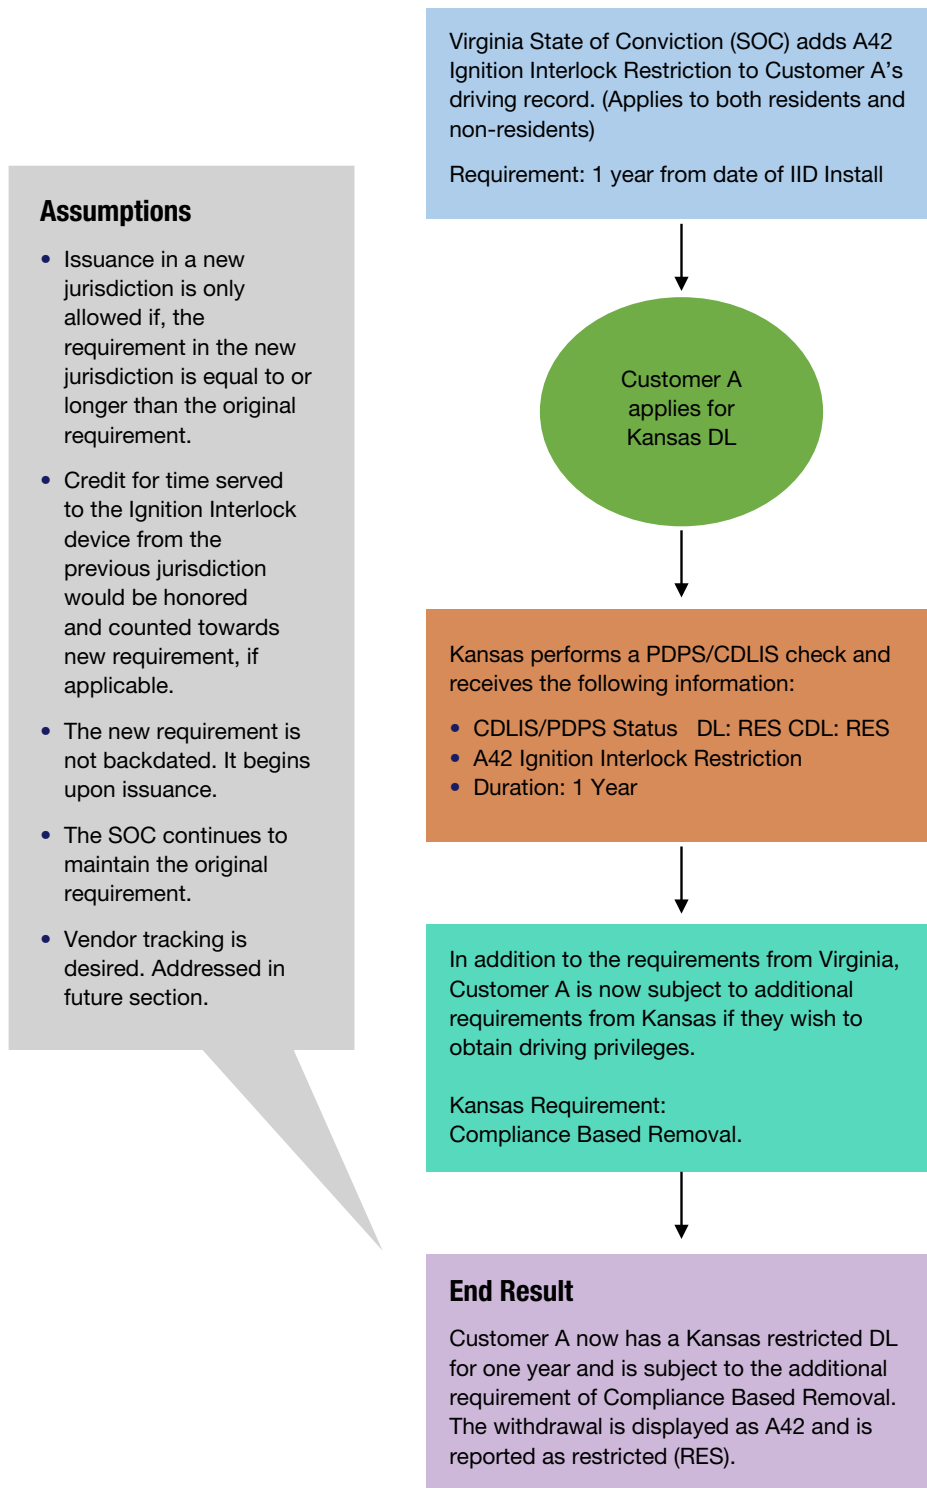 Virginia State of Conviction (SOC) adds A42
Ignition Interlock Restriction to Customer A's
driving record. (Applies to both residents and
non-residents)
Requirement: 1 year from date of IID Install
Assumptions
• Issuance in a new
jurisdiction is only
allowed if, the
requirement in the new
jurisdiction is equal to or
longer than the original
requirement.
• Credit for time served
to the Ignition Interlock
device from the
previous jurisdiction
would be honored
and counted towards
new requirement, if
applicable.
• The new requirement is
not backdated. It begins
upon issuance.
• The SOC continues to
maintain the original
requirement.
• Vendor tracking is
desired. Addressed in
future section.
Customer A
applies for
Kansas DL
Kansas performs a PDPS/CDLIS check and
receives the following information:
• CDLIS/PDPS Status   DL: RES CDL: RES
• A42 Ignition Interlock Restriction
• Duration: 1 Year
In addition to the requirements from Virginia,
Customer A is now subject to additional
requirements from Kansas if they wish to
obtain driving privileges.
Kansas Requirement:
Compliance Based Removal.
End Result
Customer A now has a Kansas restricted DL
for one year and is subject to the additional
requirement of Compliance Based Removal.
The withdrawal is displayed as A42 and is
reported as restricted (RES).